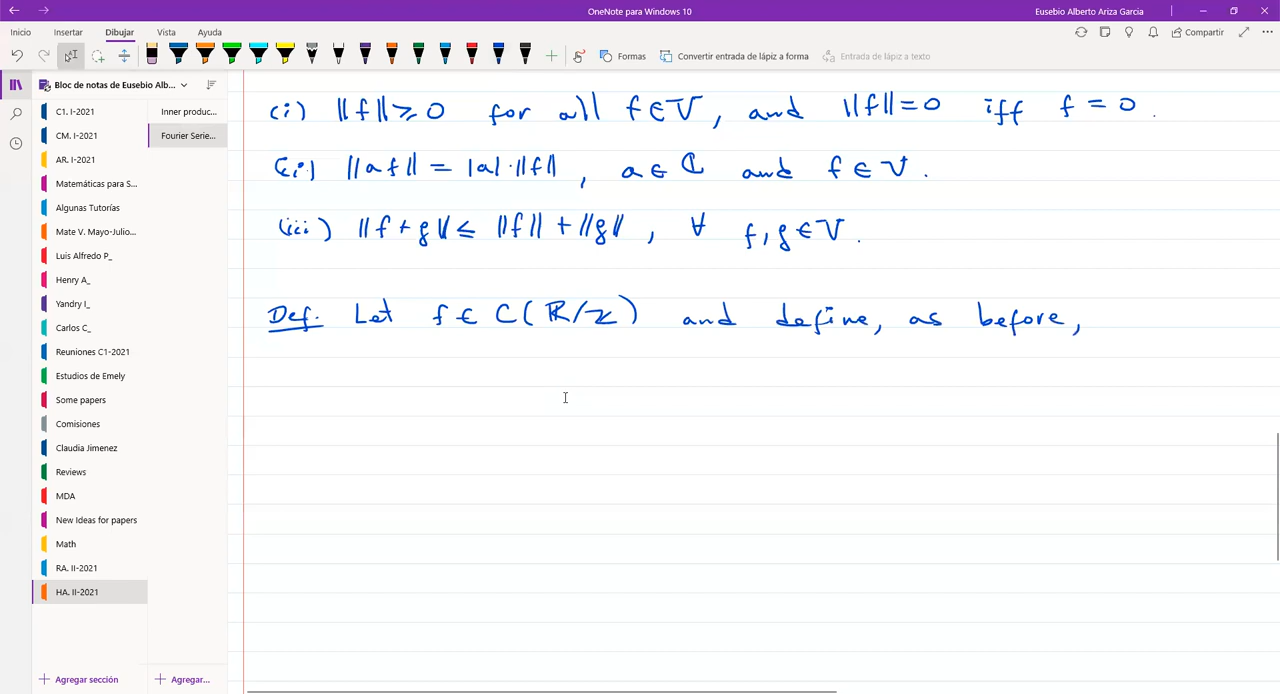 OneNote para Windows 10
Eusebio Alberto Ariza Garcia
Inicio
Insertar
Dibujar
Vista
Ayuda
Compartir
Formas
Convertir entrada de lápiz a forma
Entrada de lápiz a texto
Bloc de notas de Eusebio Alb...
C1. I-2021
CM. I-2021
AR. I-2021
Matemáticas para S...
Algunas Tutorías
Mate V. Mayo-Julio...
Luis Alfredo P_
Henry A_
Yandry I_
Carlos C_
Reuniones C1-2021
Estudios de Emely
Some papers
Comisiones
Claudia Jimenez
Reviews
MDA
New Ideas for papers
Math
RA. II-2021
HA. II-2021
Agregar sección
Inner produc...
Fourier Serie...
Agregar...
(i) ||f|| ≥ 0 for all f ∈ V, and ||f|| = 0 iff f = 0.
(ii) ||af|| = |a|·||f||, a ∈ ℂ and f ∈ V.
(iii) ||f + g|| ≤ ||f|| + ||g||, ∀ f, g ∈ V.
Def. Let f ∈ C(ℝ/ℤ) and define, as before,